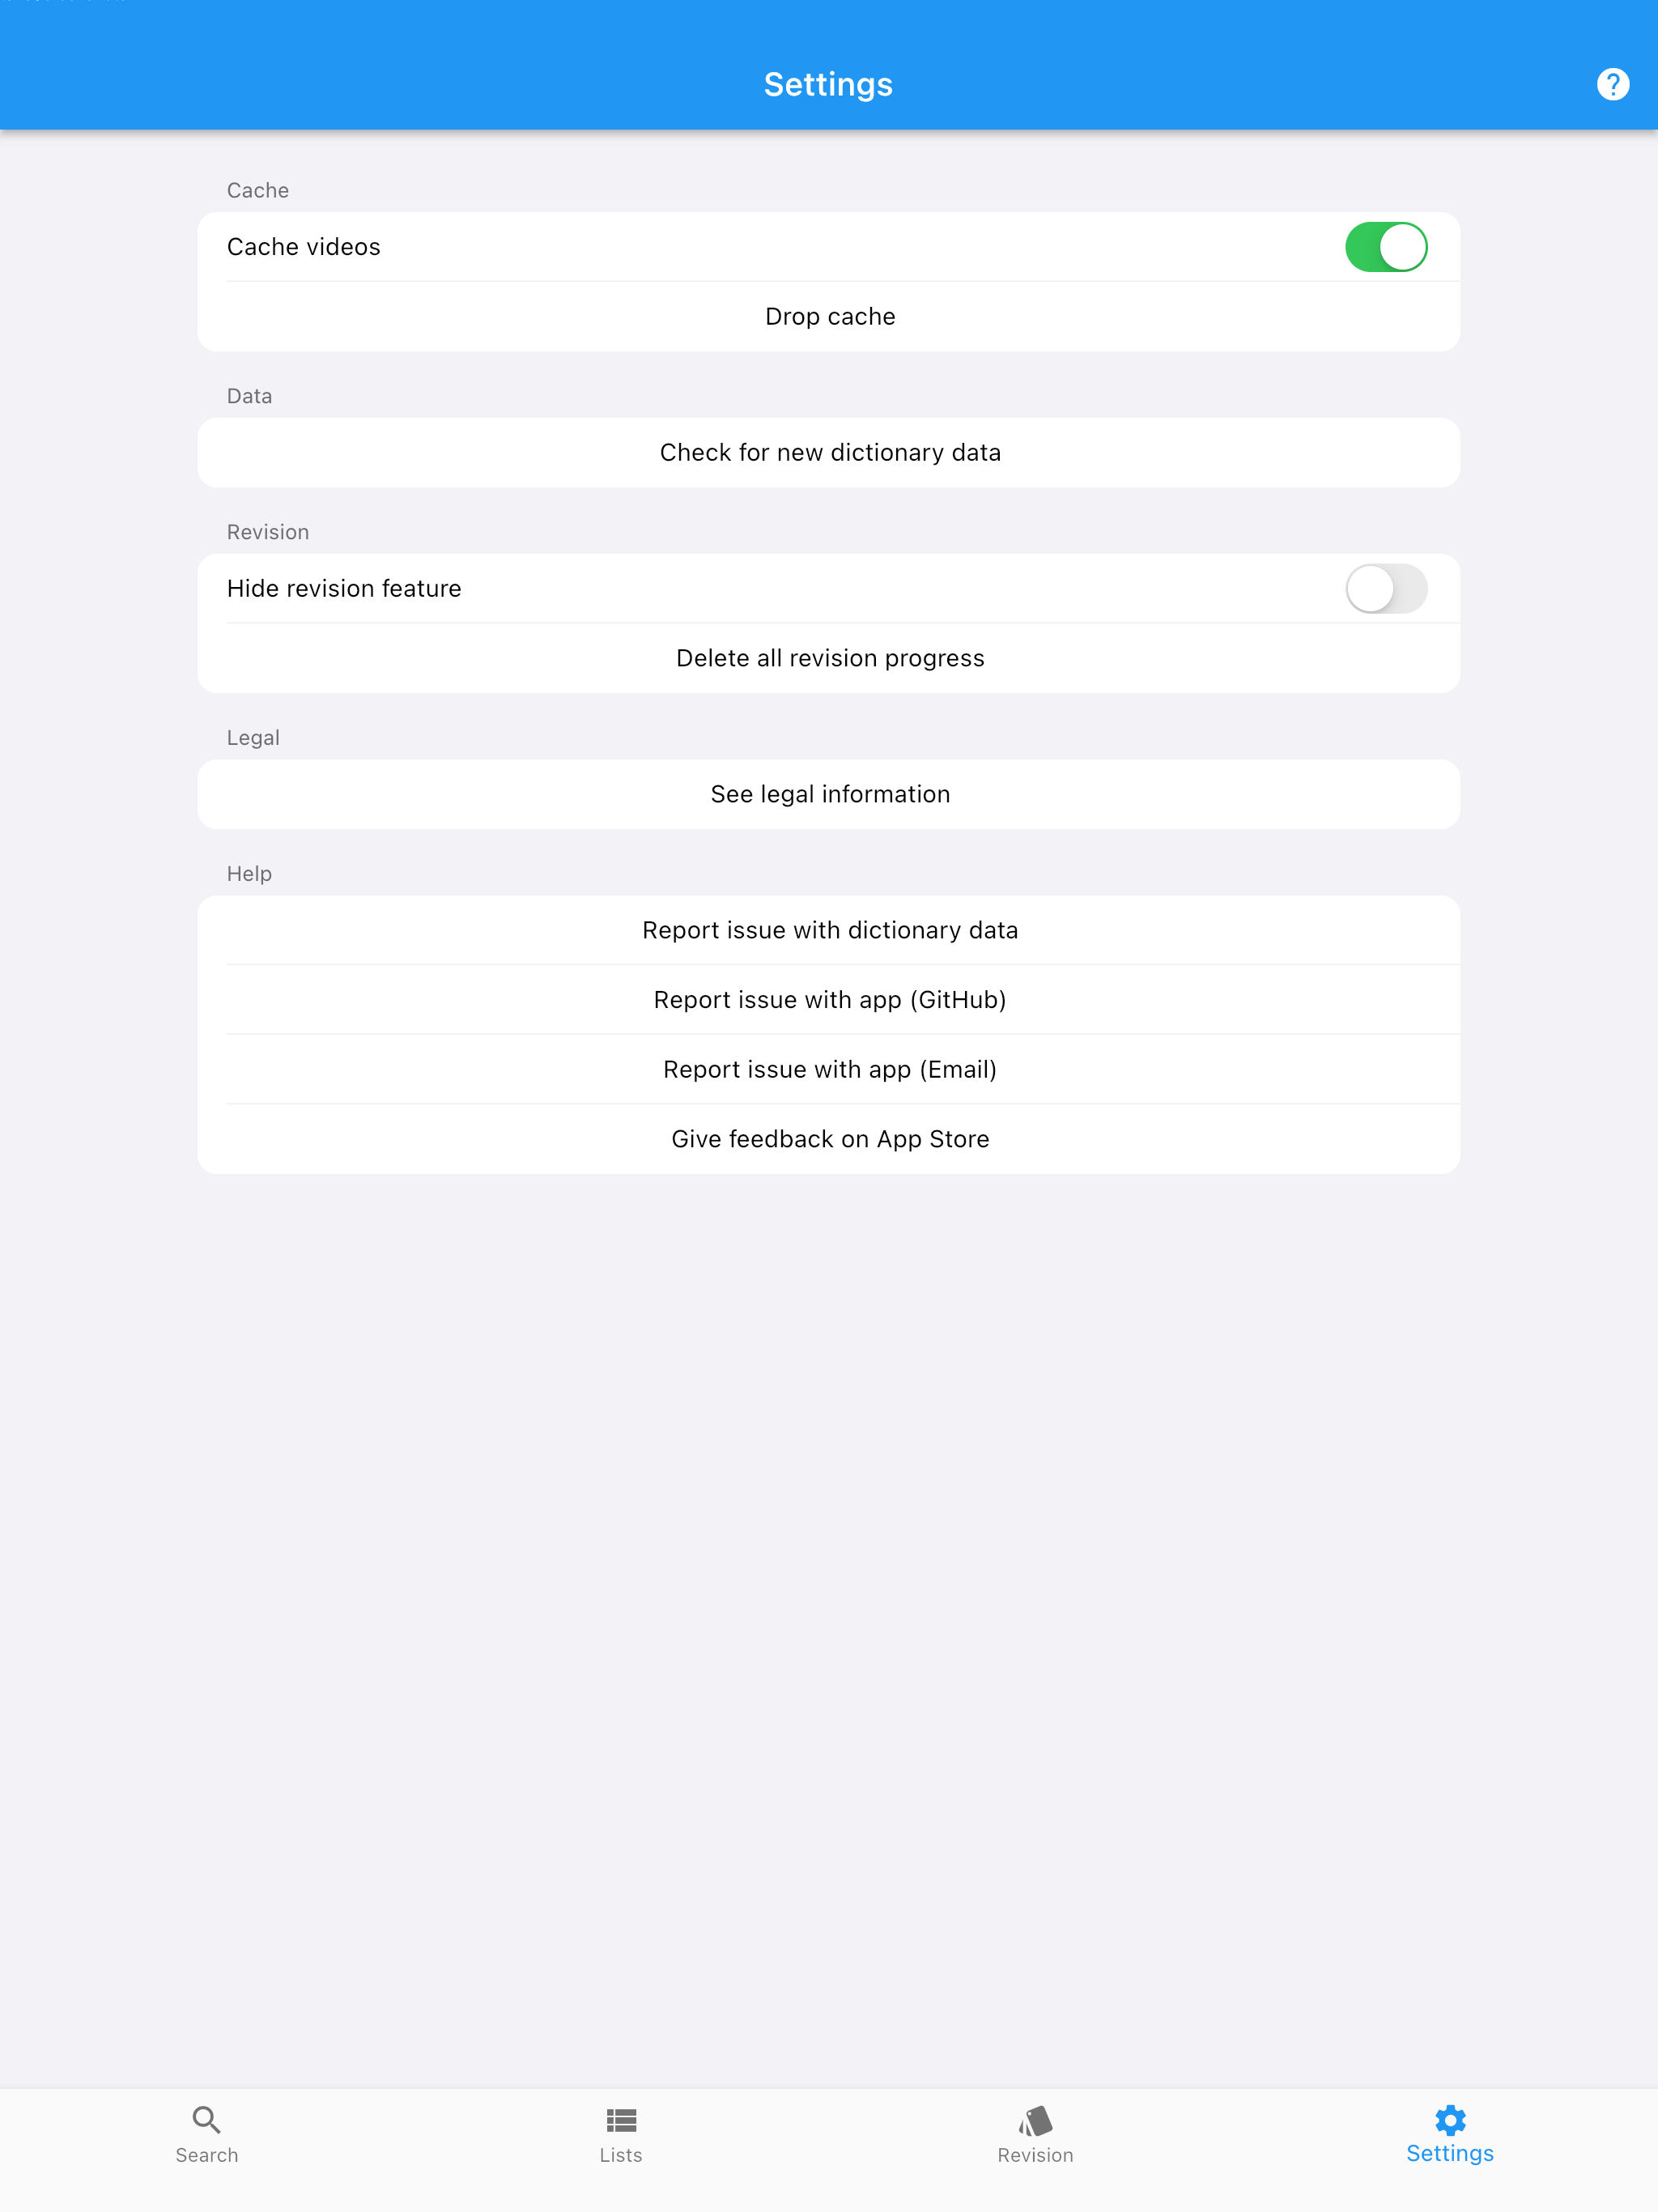 Settings
?
Cache
Cache videos
Drop cache
Data
Check for new dictionary data
Revision
Hide revision feature
Delete all revision progress
Legal
See legal information
Help
Report issue with dictionary data
Report issue with app (GitHub)
Report issue with app (Email)
Give feedback on App Store
Search
Lists
Revision
Settings